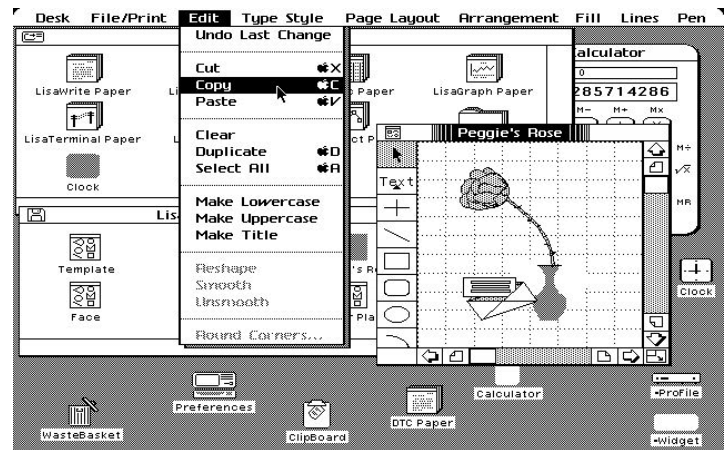 Desk File/Print Edit Type Style Page Layout Arrangement Fill Lines Pen
Undo Last Change
Cut X
Copy C
Paste V
Clear
Duplicate D
Select All A
Make Lowercase
Make Uppercase
Make Title
Reshape
Smooth
Unsmooth
Round Corners...
LisaWrite Paper
Paper
LisaGraph Paper
LisaTerminal Paper
Clock
Template
Face
alculator
0
285714286
M- M+ Mx
M÷
√x
MR
Peggie's Rose
Text
Clock
Preferences
Calculator
-ProFile
WasteBasket
ClipBoard
DTC Paper
-Widget